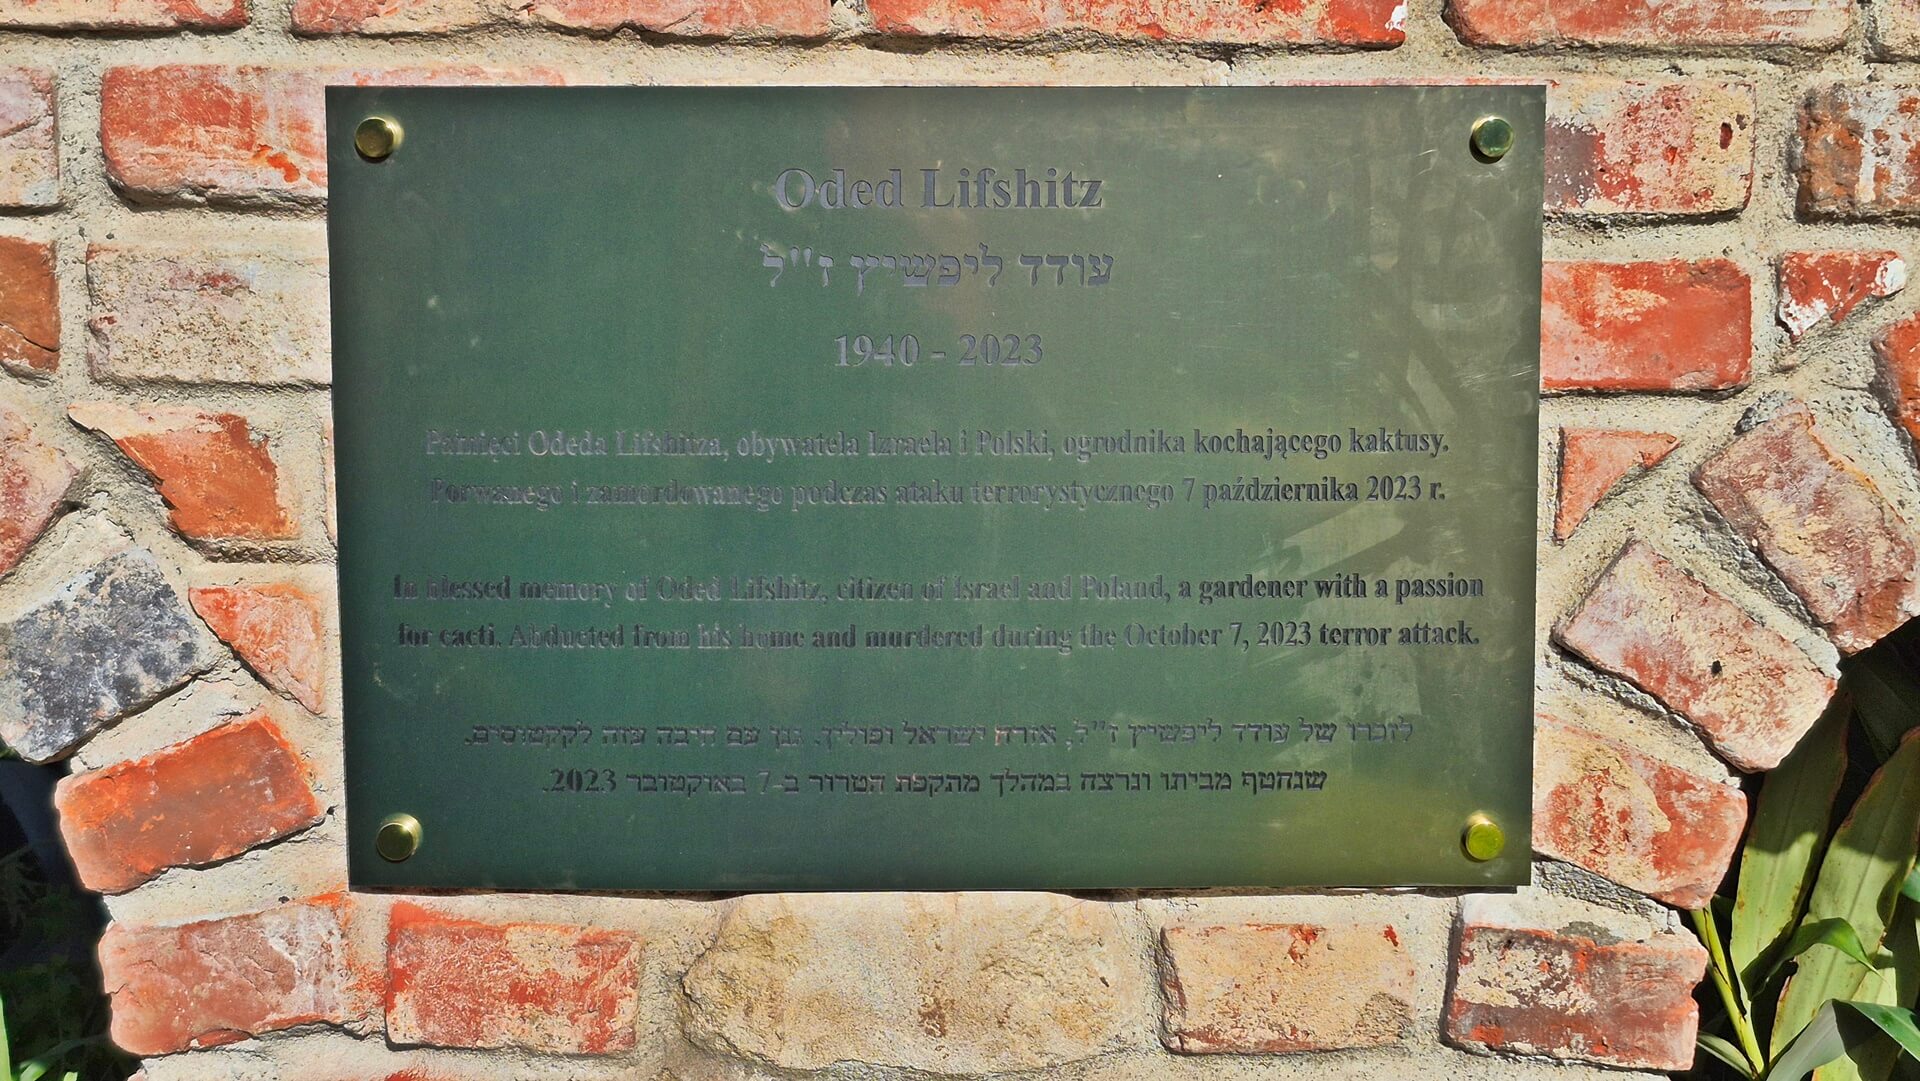 Oded Lifshitz
עודד ליפשיץ ז"ל
1940 - 2023
Pamięci Odeda Lifshitza, obywatela Izraela i Polski, ogrodnika kochającego kaktusy.
Porwanego i zamordowanego podczas ataku terrorystycznego 7 października 2023 r.
In blessed memory of Oded Lifshitz, citizen of Israel and Poland, a gardener with a passion
for cacti. Abducted from his home and murdered during the October 7, 2023 terror attack.
לזכרו של עודד ליפשיץ ז"ל, אזרח ישראל ופולין. גנן עם חיבה עזה לקקטוסים.
שנחטף מביתו ונרצח במהלך מתקפת הטרור ב-7 באוקטובר 2023.